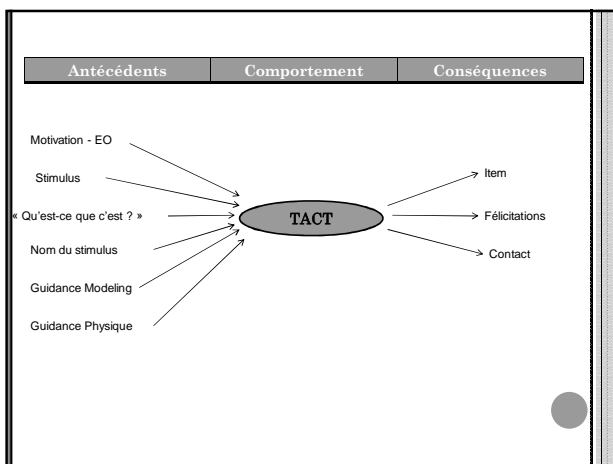 Antécédents Comportement Conséquences
Motivation - EO
Stimulus
« Qu'est-ce que c'est ? »
Nom du stimulus
Guidance Modeling
Guidance Physique
TACT
Item
Félicitations
Contact